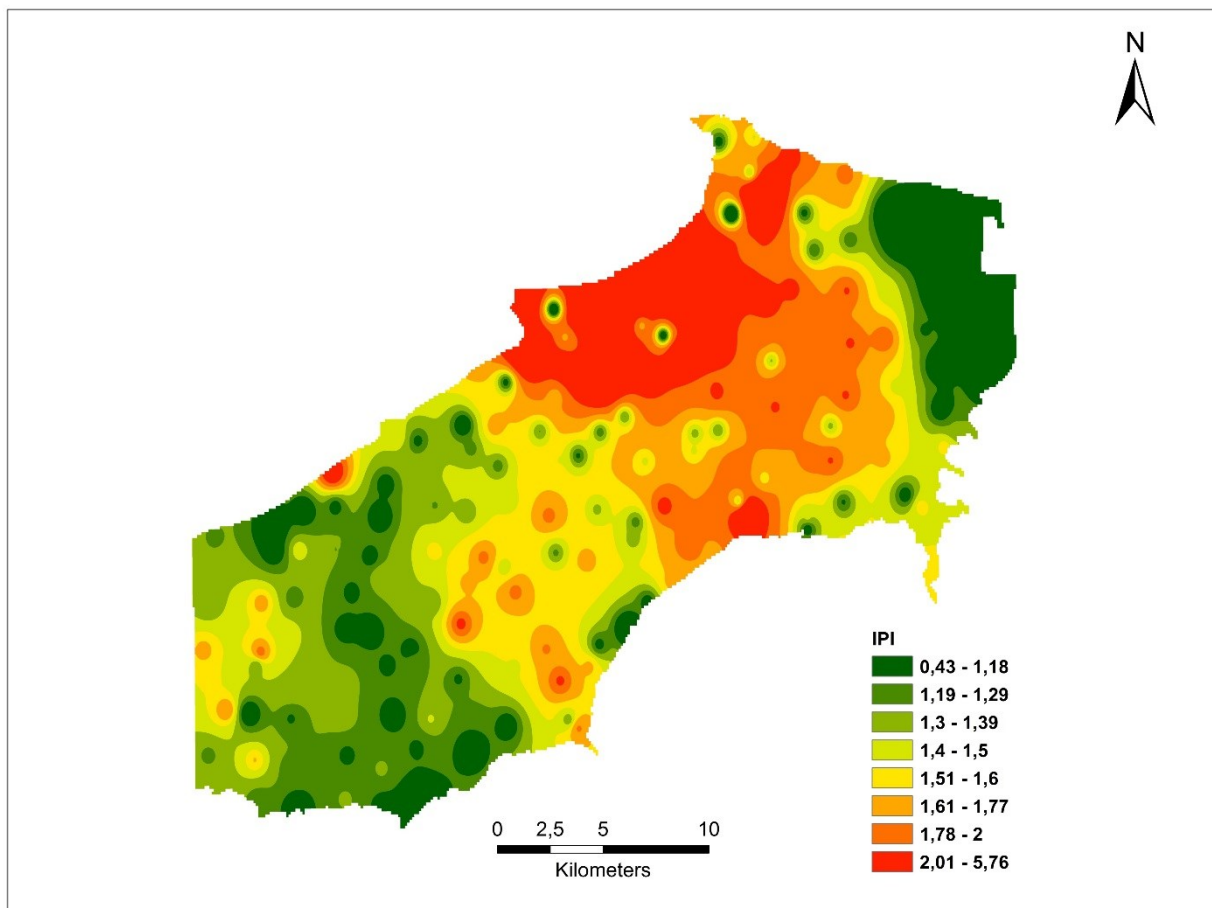 N
IPI
0,43 - 1,18
1,19 - 1,29
1,3 - 1,39
1,4 - 1,5
1,51 - 1,6
1,61 - 1,77
1,78 - 2
2,01 - 5,76
0 2,5 5 10
Kilometers